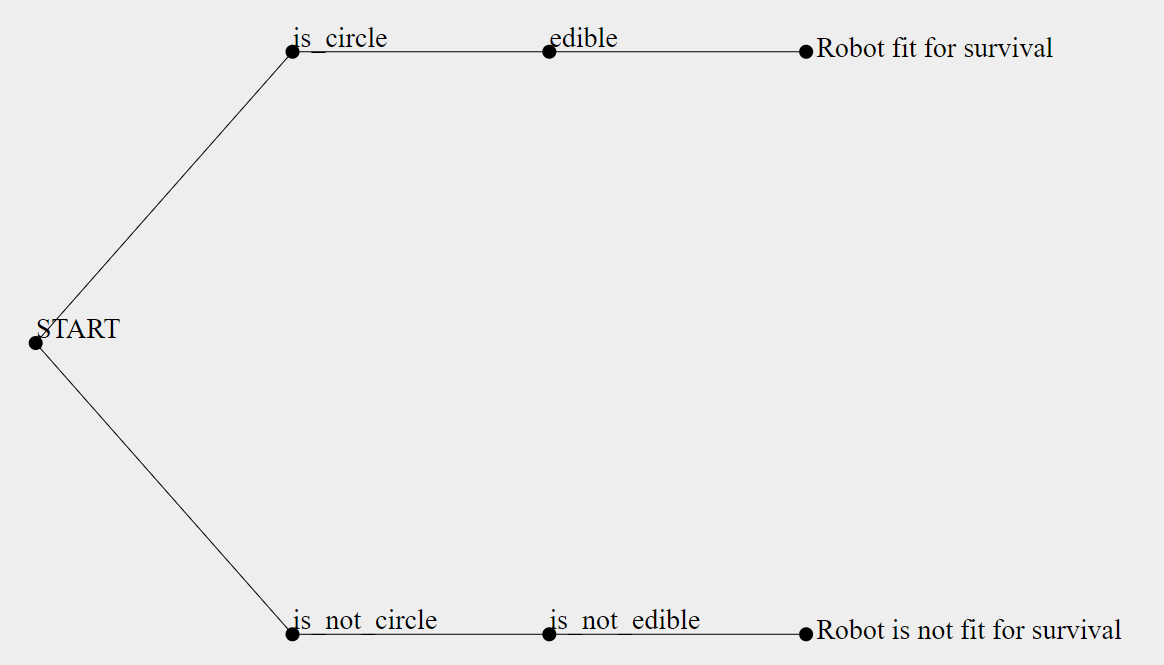 is_circle
edible
Robot fit for survival
START
is_not_circle
is_not_edible
Robot is not fit for survival